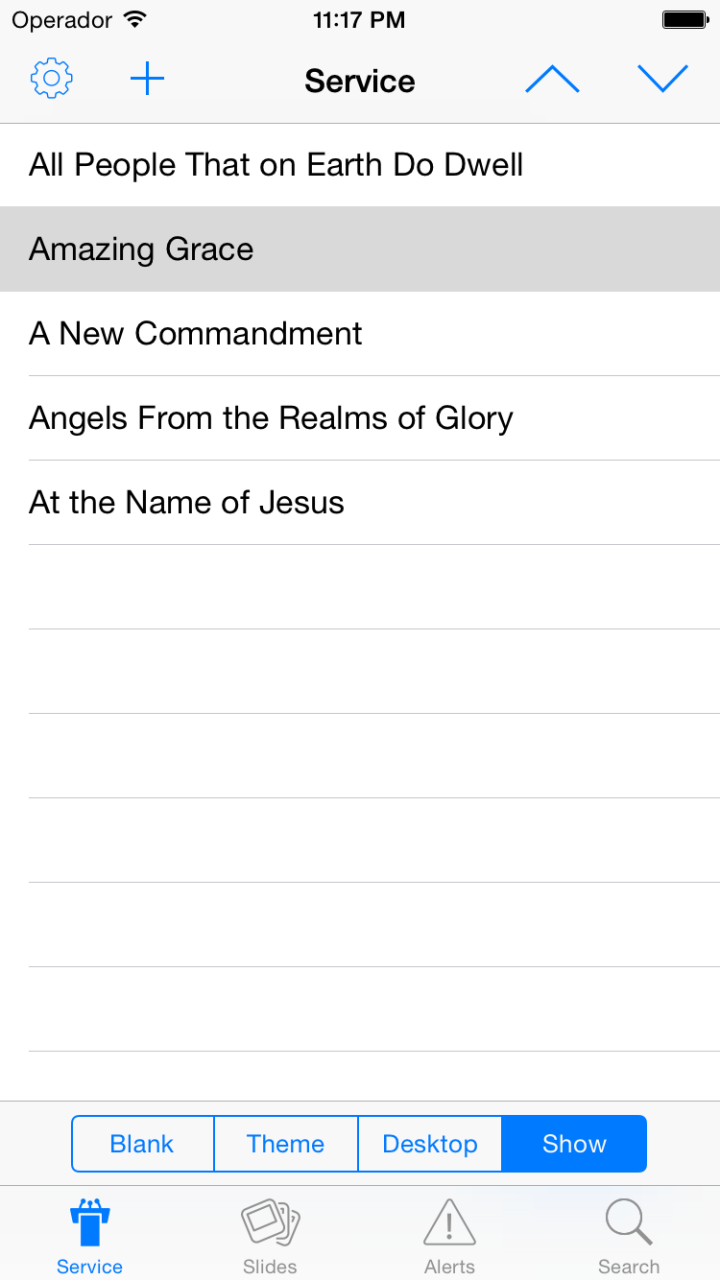 Operador 11:17 PM
Service
All People That on Earth Do Dwell
Amazing Grace
A New Commandment
Angels From the Realms of Glory
At the Name of Jesus
Blank Theme Desktop Show
Service Slides Alerts Search